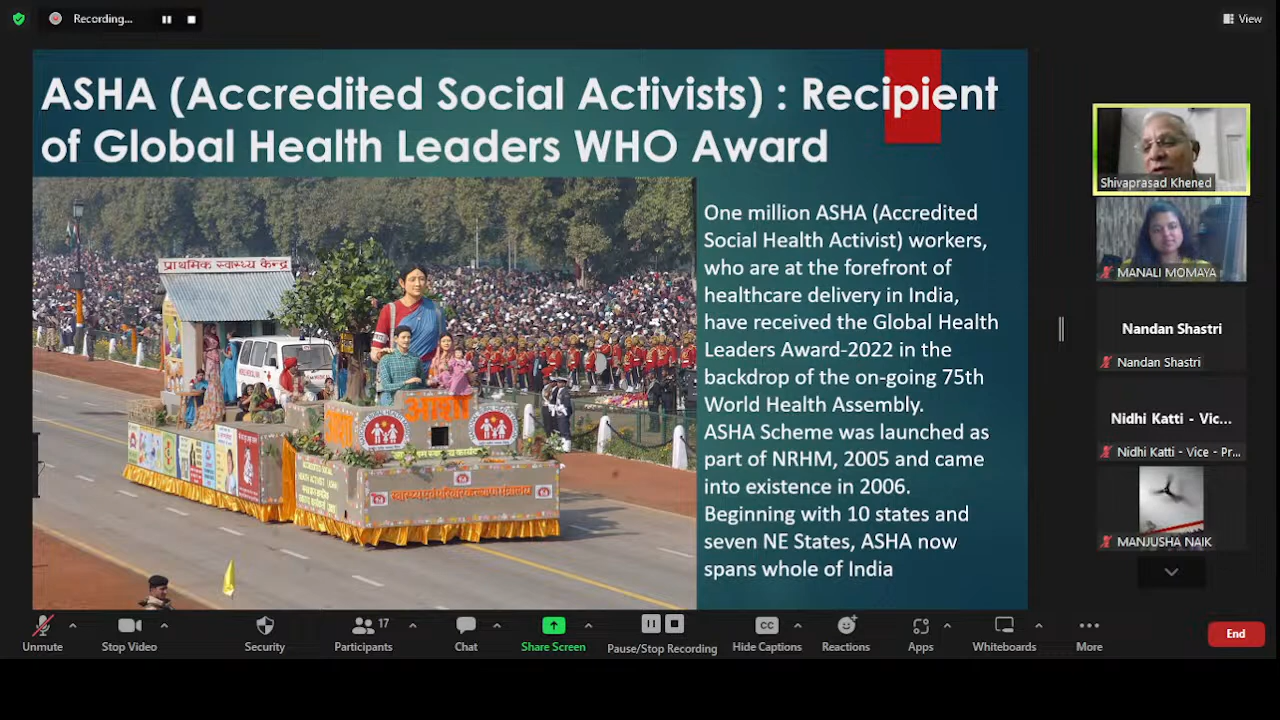 Recording...
View
ASHA (Accredited Social Activists) : Recipient
of Global Health Leaders WHO Award
प्राथमिक स्वास्थ्य केन्द्र
आशा
One million ASHA (Accredited
Social Health Activist) workers,
who are at the forefront of
healthcare delivery in India,
have received the Global Health
Leaders Award-2022 in the
backdrop of the on-going 75th
World Health Assembly.
ASHA Scheme was launched as
part of NRHM, 2005 and came
into existence in 2006.
Beginning with 10 states and
seven NE States, ASHA now
spans whole of India
Shivaprasad Khened
MANALI MOMAYA
Nandan Shastri
Nandan Shastri
Nidhi Katti - Vic...
Nidhi Katti - Vice - Pr...
MANJUSHA NAIK
17
CC
Unmute
Stop Video
Security
Participants
Chat
Share Screen
Pause/Stop Recording
Hide Captions
Reactions
Apps
Whiteboards
More
End